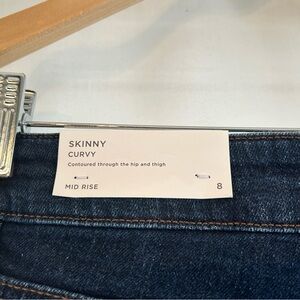 SKINNY
CURVY
Contoured through the hip and thigh
MID RISE 8